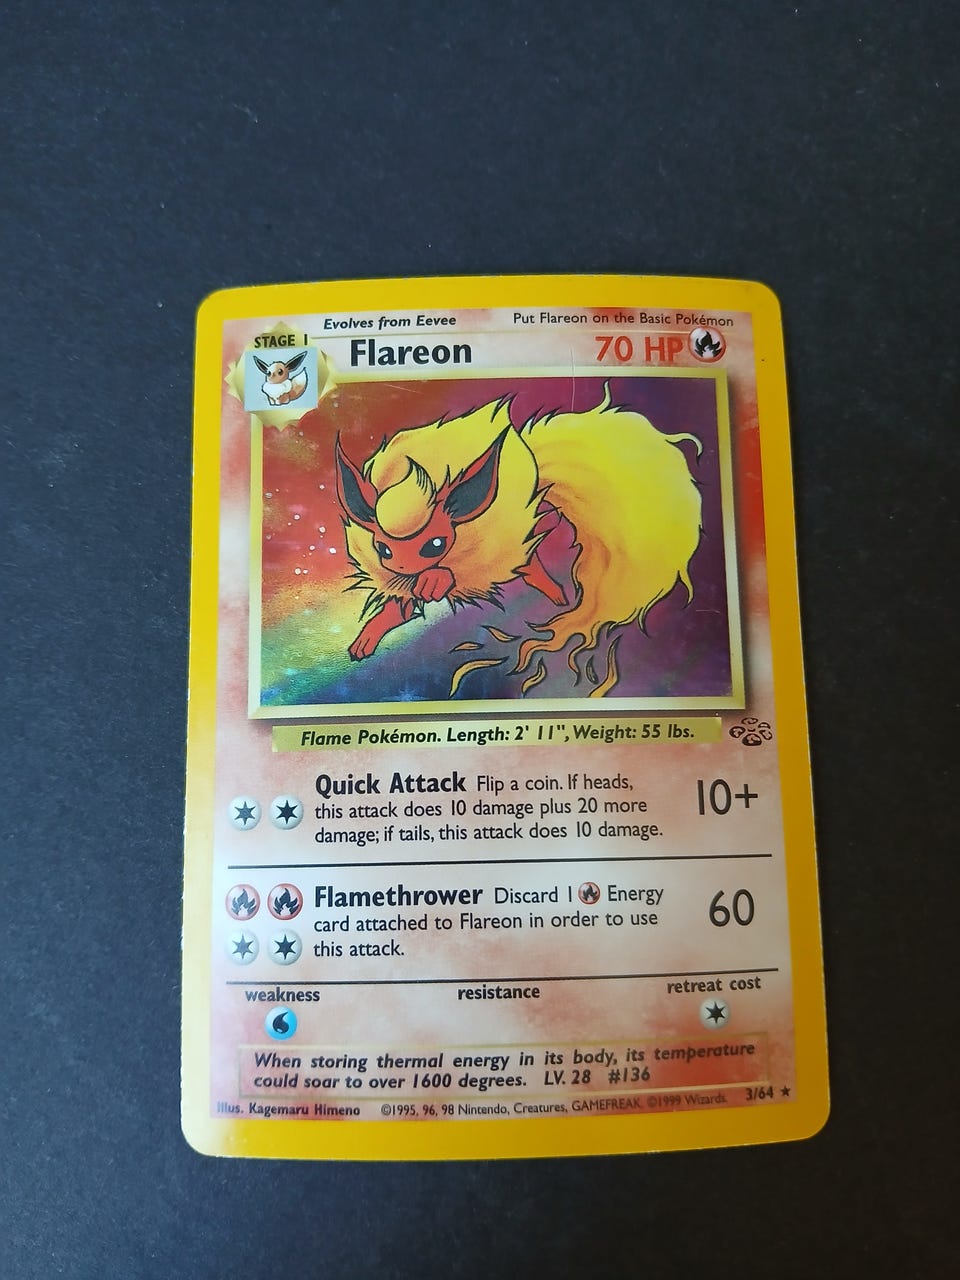 Evolves from Eevee
Put Flareon on the Basic Pokémon
STAGE 1
Flareon
70 HP
Flame Pokémon. Length: 2' 11", Weight: 55 lbs.
Quick Attack Flip a coin. If heads,
this attack does 10 damage plus 20 more
damage; if tails, this attack does 10 damage.
10+
Flamethrower Discard 1 Energy
card attached to Flareon in order to use
this attack.
60
weakness
resistance
retreat cost
When storing thermal energy in its body, its temperature
could soar to over 1600 degrees. LV. 28 #136
Illus. Kagemaru Himeno ©1995, 96, 98 Nintendo, Creatures, GAMEFREAK. ©1999 Wizards. 3/64 ★